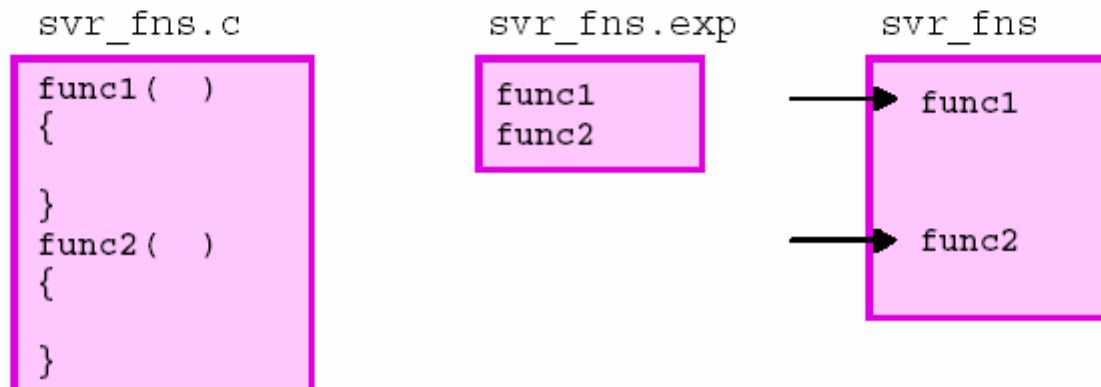 svr_fns.c
func1(  )
{
}
func2(  )
{
}
svr_fns.exp
func1
func2
svr_fns
func1
func2